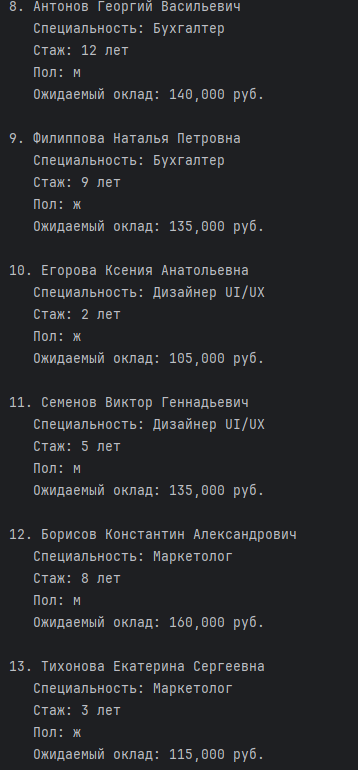 8. Антонов Георгий Васильевич
Специальность: Бухгалтер
Стаж: 12 лет
Пол: м
Ожидаемый оклад: 140,000 руб.
9. Филиппова Наталья Петровна
Специальность: Бухгалтер
Стаж: 9 лет
Пол: ж
Ожидаемый оклад: 135,000 руб.
10. Егорова Ксения Анатольевна
Специальность: Дизайнер UI/UX
Стаж: 2 лет
Пол: ж
Ожидаемый оклад: 105,000 руб.
11. Семенов Виктор Геннадьевич
Специальность: Дизайнер UI/UX
Стаж: 5 лет
Пол: м
Ожидаемый оклад: 135,000 руб.
12. Борисов Константин Александрович
Специальность: Маркетолог
Стаж: 8 лет
Пол: м
Ожидаемый оклад: 160,000 руб.
13. Тихонова Екатерина Сергеевна
Специальность: Маркетолог
Стаж: 3 лет
Пол: ж
Ожидаемый оклад: 115,000 руб.